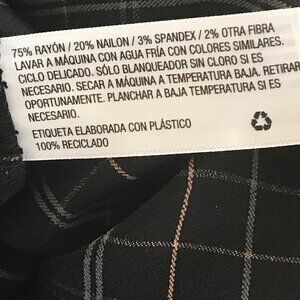 75% RAYÓN / 20% NAILON / 3% SPANDEX / 2% OTRA FIBRA
LAVAR A MÁQUINA CON AGUA FRÍA CON COLORES SIMILARES.
CICLO DELICADO. SÓLO BLANQUEADOR SIN CLORO SI ES
NECESARIO. SECAR A MÁQUINA A TEMPERATURA BAJA. RETIRAR
OPORTUNAMENTE. PLANCHAR A BAJA TEMPERATURA SI ES
NECESARIO.
ETIQUETA ELABORADA CON PLÁSTICO
100% RECICLADO